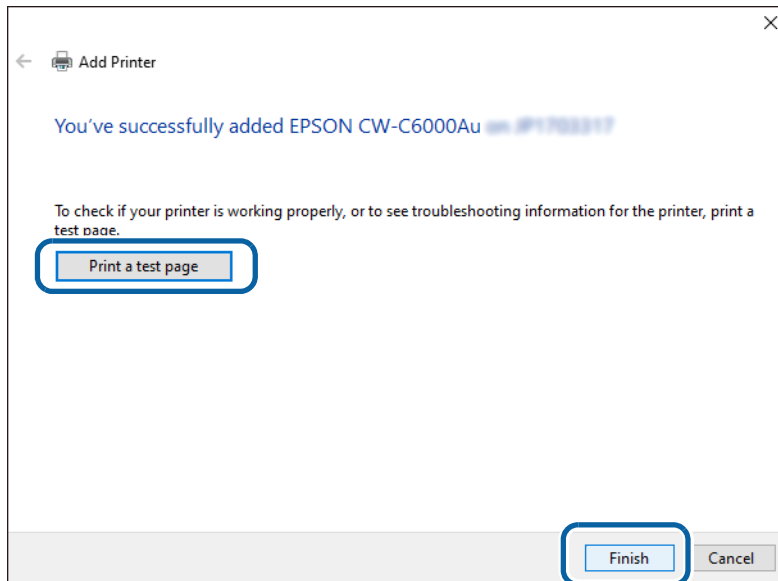 Add Printer
You've successfully added EPSON CW-C6000Au
To check if your printer is working properly, or to see troubleshooting information for the printer, print a
test page.
Print a test page
Finish Cancel